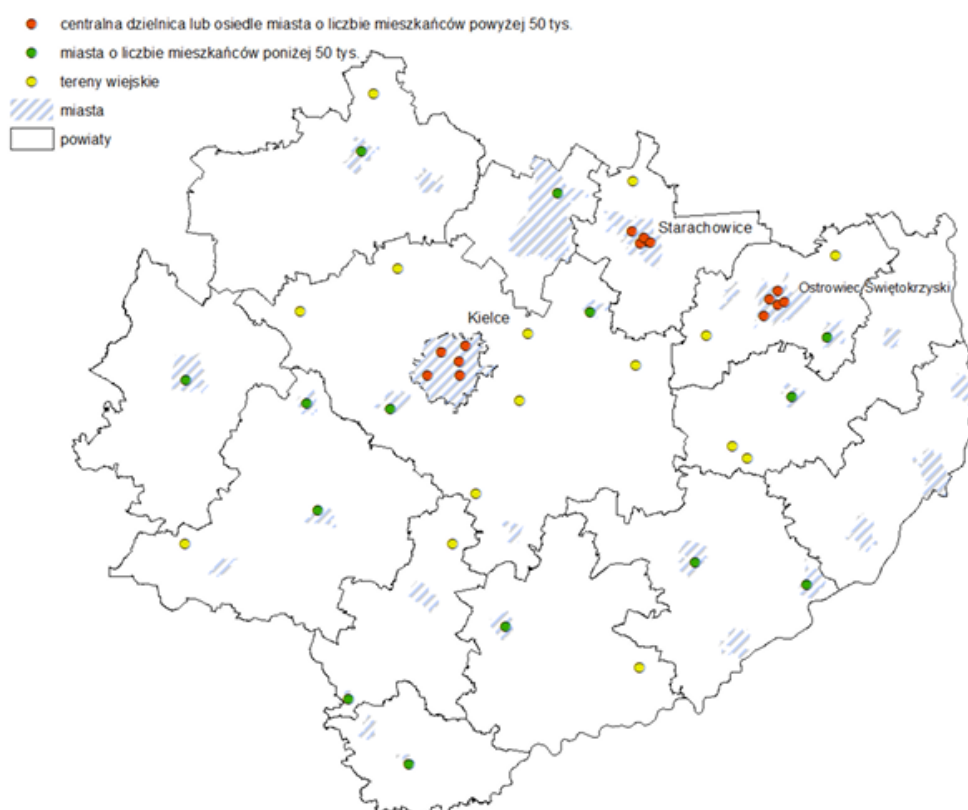 centralna dzielnica lub osiedle miasta o liczbie mieszkańców powyżej 50 tys.
miasta o liczbie mieszkańców poniżej 50 tys.
tereny wiejskie
miasta
powiaty
Starachowice
Ostrowiec Świętokrzyski
Kielce